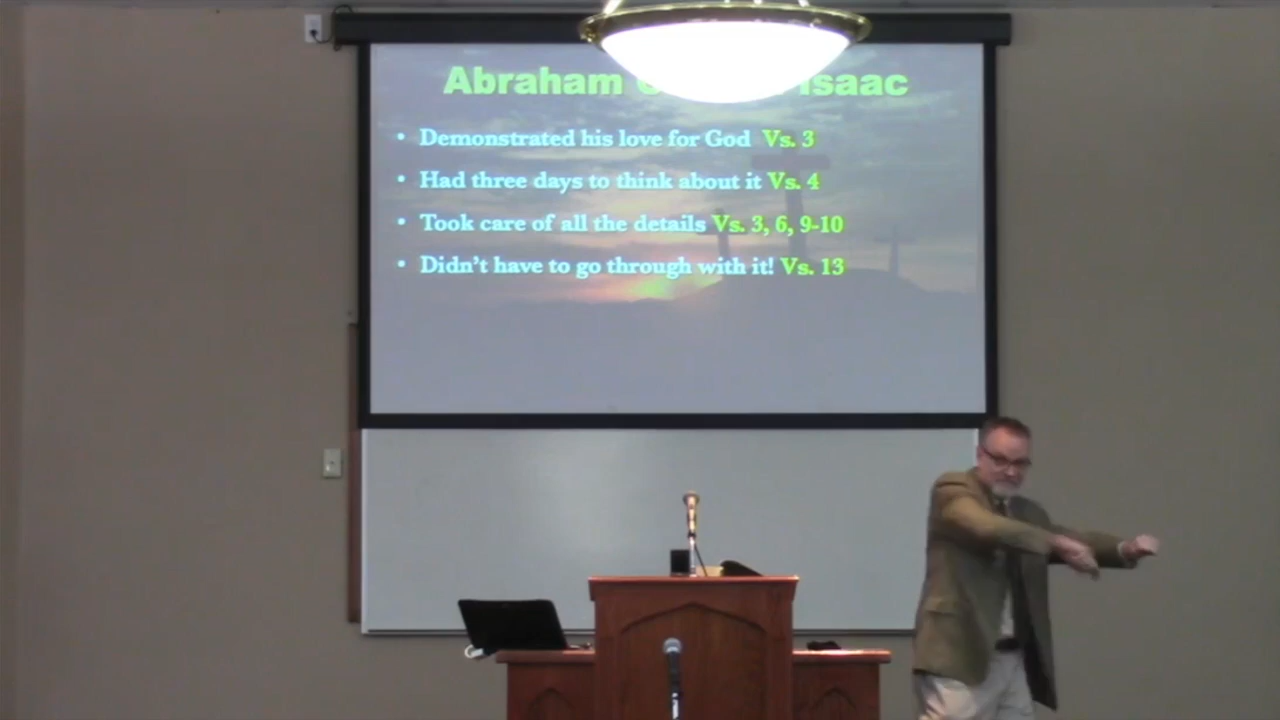 Abraham Isaac
• Demonstrated his love for God Vs. 3
• Had three days to think about it Vs. 4
• Took care of all the details Vs. 3, 6, 9-10
• Didn't have to go through with it! Vs. 13